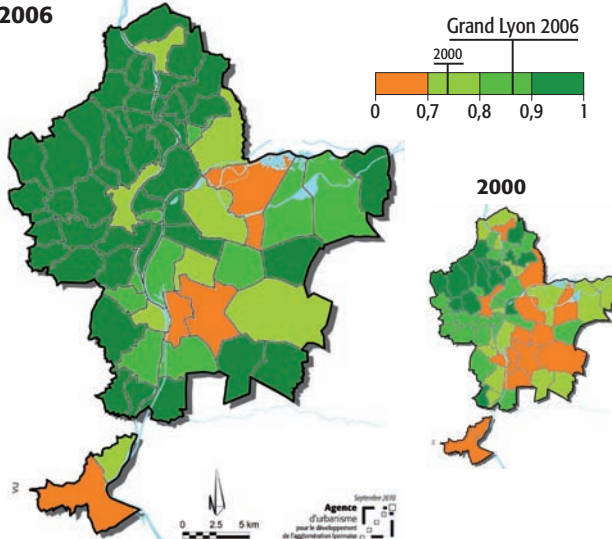 2006
Grand Lyon 2006
2000
0 0,7 0,8 0,9 1
2000
VU
0 2.5 5 km
Septembre 2010
Agence
d'urbanisme
pour le développement
de l'agglomération lyonnaise